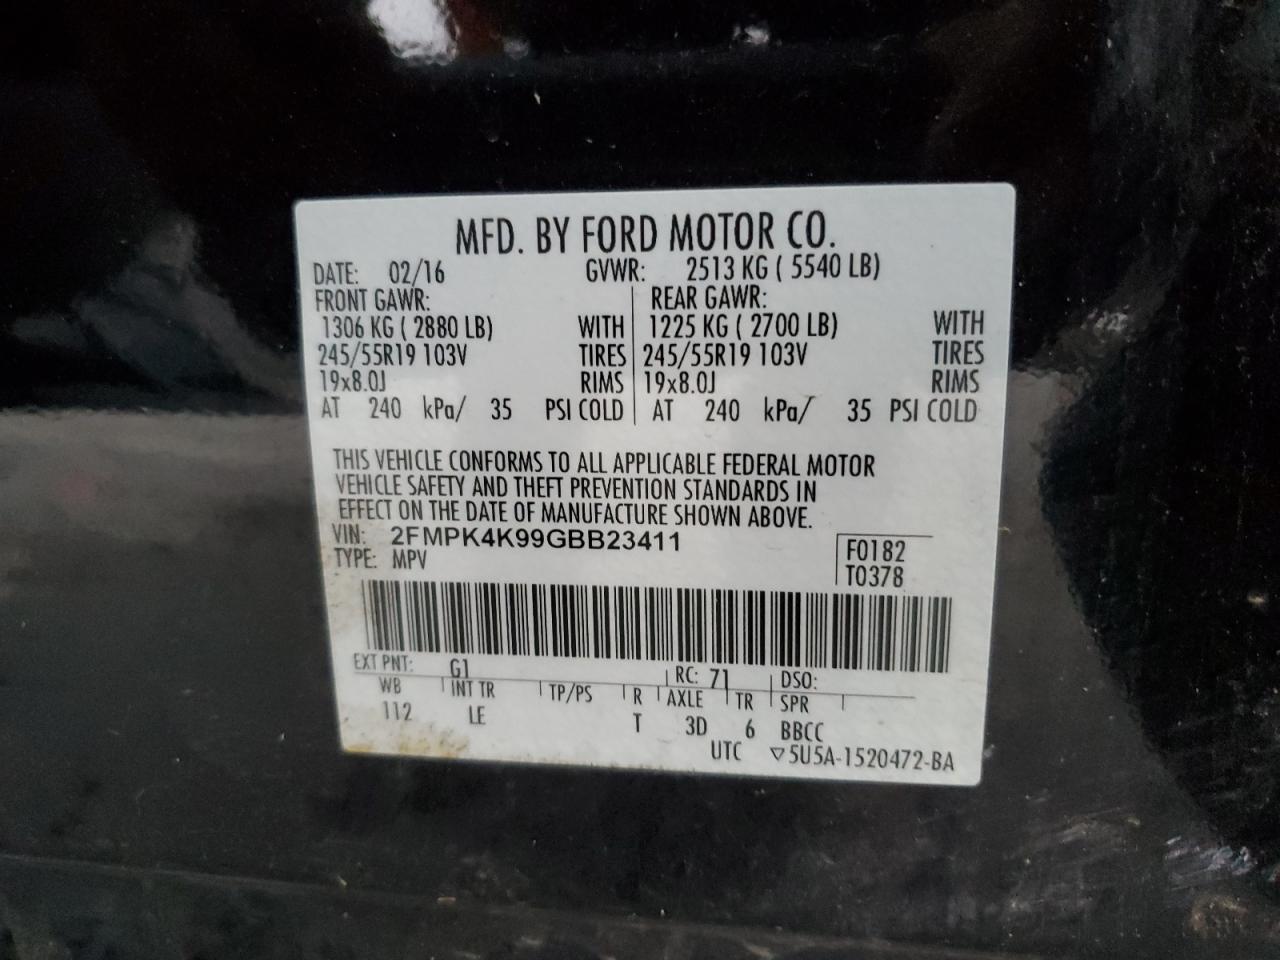 MFD. BY FORD MOTOR CO.
DATE: 02/16 GVWR: 2513 KG ( 5540 LB)
FRONT GAWR: REAR GAWR:
1306 KG ( 2880 LB) WITH 1225 KG ( 2700 LB) WITH
245/55R19 103V TIRES 245/55R19 103V TIRES
19x8.0J RIMS 19x8.0J RIMS
AT 240 kPa/ 35 PSI COLD AT 240 kPa/ 35 PSI COLD
THIS VEHICLE CONFORMS TO ALL APPLICABLE FEDERAL MOTOR
VEHICLE SAFETY AND THEFT PREVENTION STANDARDS IN
EFFECT ON THE DATE OF MANUFACTURE SHOWN ABOVE.
VIN: 2FMPK4K99GBB23411 F0182
TYPE: MPV T0378
EXT PNT: G1 RC: 71 DSO:
WB INT TR TP/PS R AXLE TR SPR
112 LE T 3D 6 BBCC
UTC ▽5U5A-1520472-BA